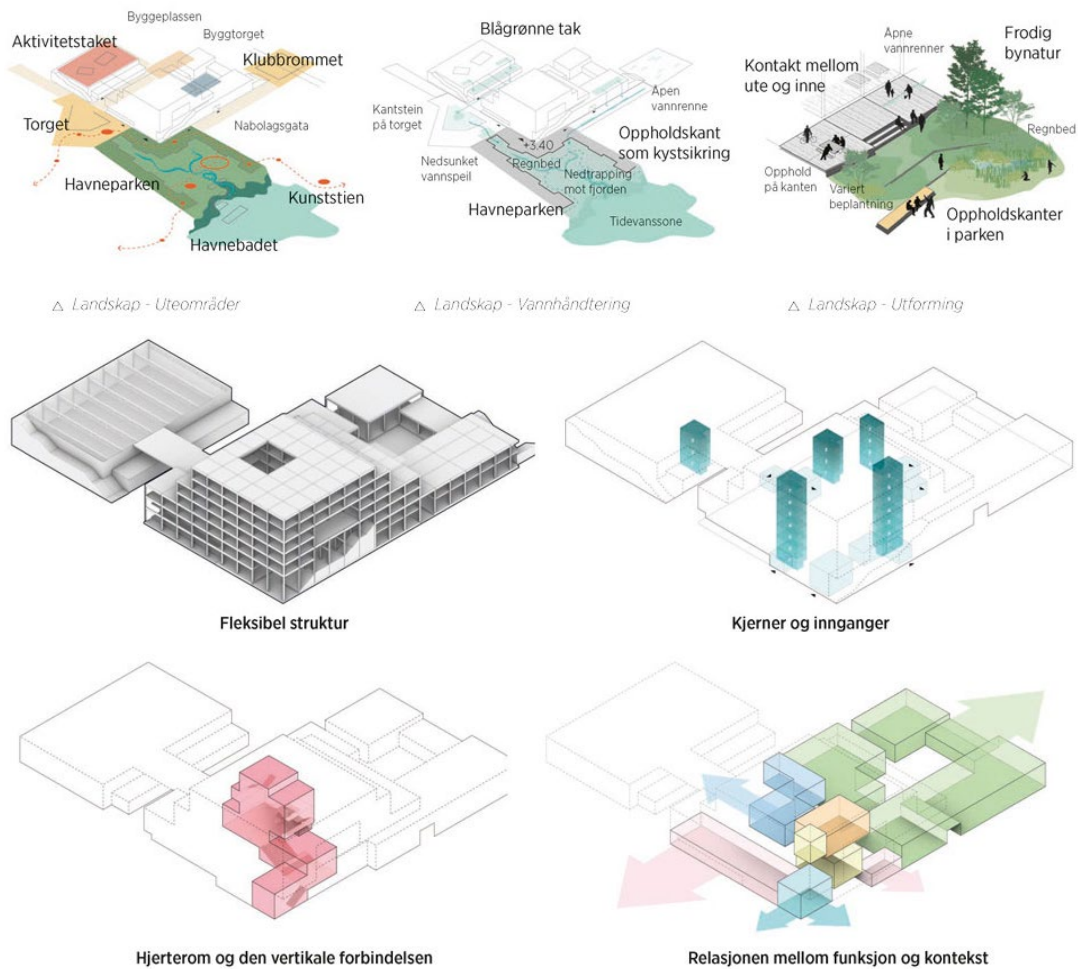 Byggeplassen
Aktivitetstaket
Byggtorget
Klubbrommet
Torget
Nabolagsgata
Havneparken
Kunststien
Havnebadet
Blågrønne tak
Kantstein
på torget
Åpen
vannrenne
+3.40
Oppholdskant
som kystsikring
Nedsunket
vannspeil
Regnbed
Nedtrapping
mot fjorden
Havneparken
Tidevanssone
Åpne
vannrenner
Frodig
bynatur
Kontakt mellom
ute og inne
Regnbed
Opphold
på kanten
Variert
beplantning
Oppholdskanter
i parken
△ Landskap - Uteområder
△ Landskap - Vannhåndtering
△ Landskap - Utforming
Fleksibel struktur
Kjerner og innganger
Hjerterom og den vertikale forbindelsen
Relasjonen mellom funksjon og kontekst